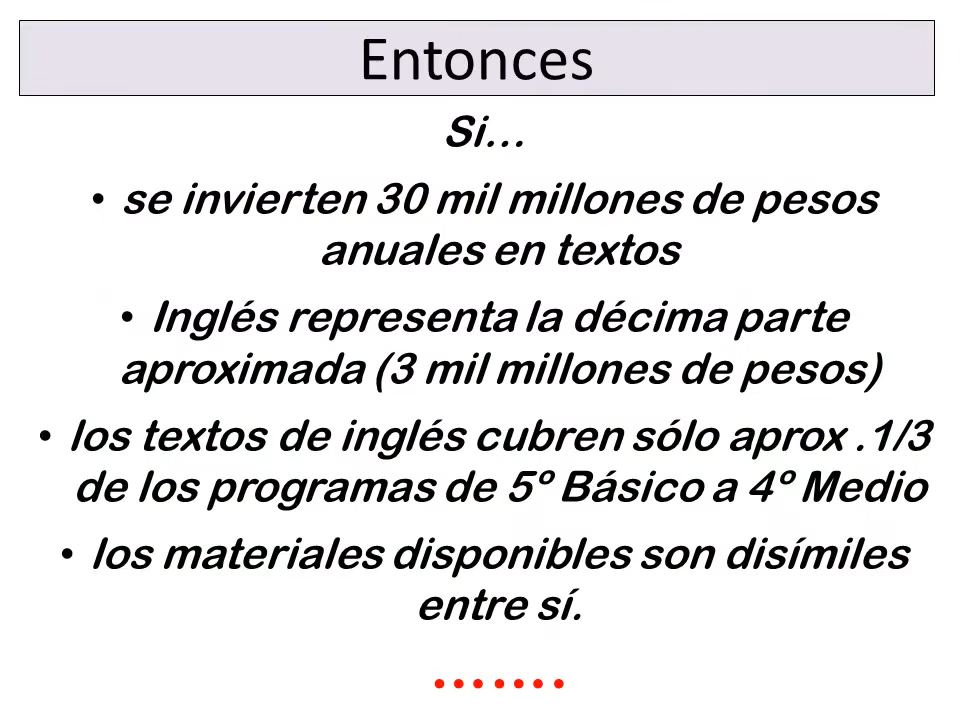 Entonces
Si...
• se invierten 30 mil millones de pesos
anuales en textos
• Inglés representa la décima parte
aproximada (3 mil millones de pesos)
• los textos de inglés cubren sólo aprox .1/3
de los programas de 5º Básico a 4º Medio
• los materiales disponibles son disímiles
entre sí.
.......